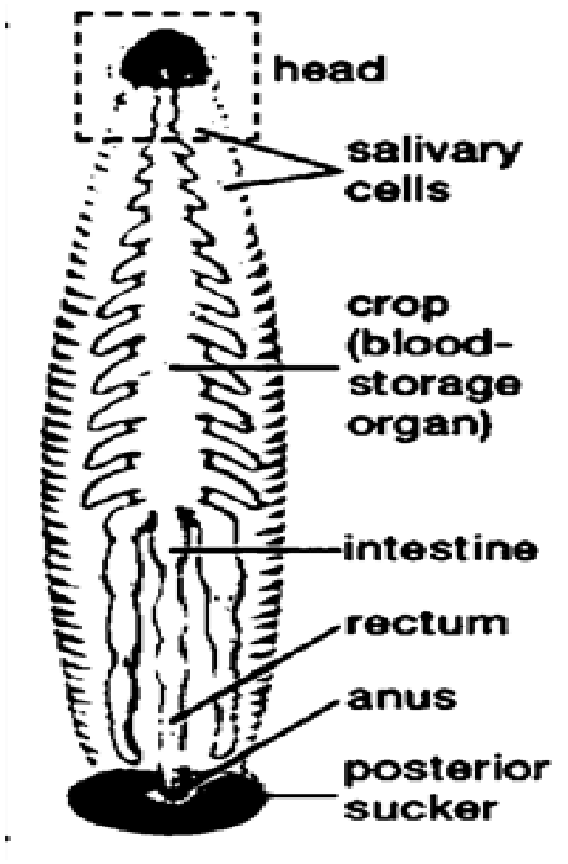 head
salivary
cells
crop
(blood-
storage
organ)
intestine
rectum
anus
posterior
sucker